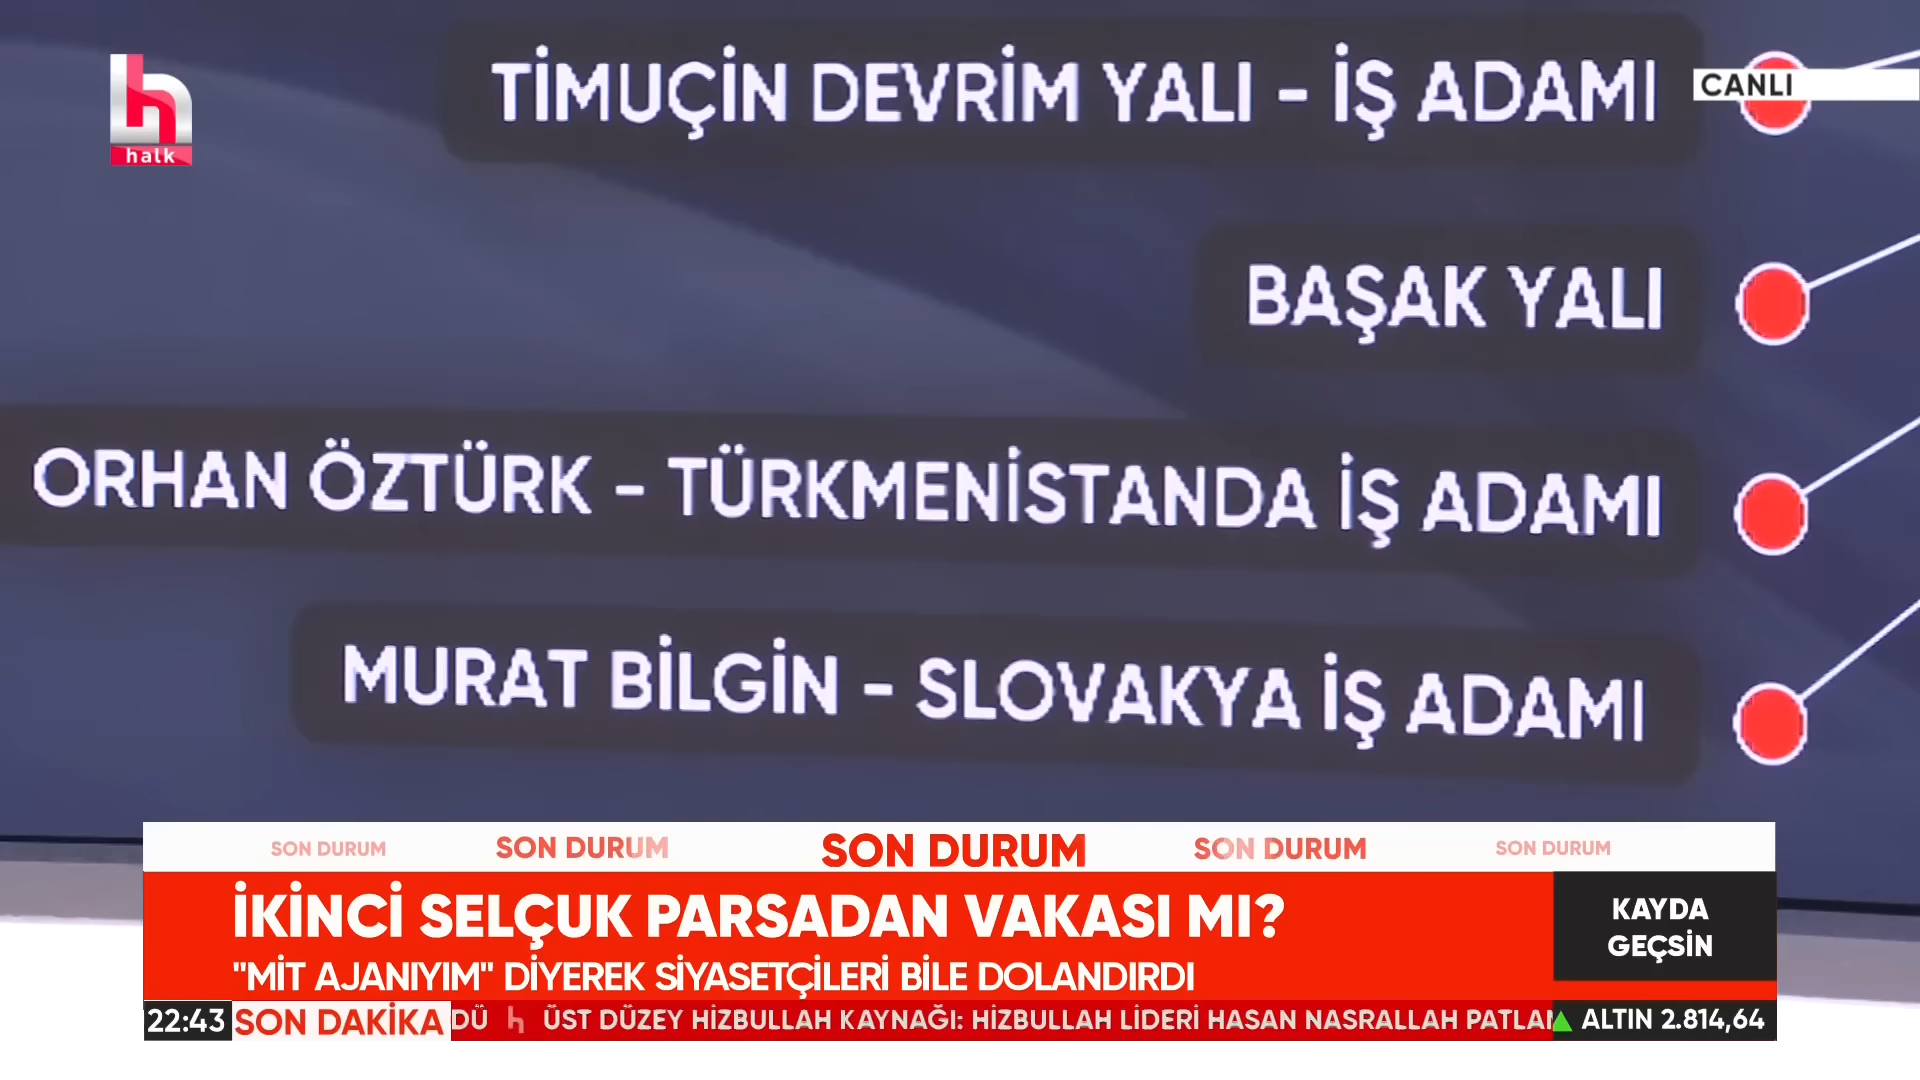 halk
TİMUÇİN DEVRİM YALI - İŞ ADAMI
CANLI
BAŞAK YALI
ORHAN ÖZTÜRK - TÜRKMENİSTANDA İŞ ADAMI
MURAT BİLGİN - SLOVAKYA İŞ ADAMI
SON DURUM SON DURUM SON DURUM SON DURUM SON DURUM
İKİNCİ SELÇUK PARSADAN VAKASI MI?
"MİT AJANIYIM" DİYEREK SİYASETÇİLERİ BİLE DOLANDIRDI
KAYDA
GEÇSİN
22:43 SON DAKİKA DÜ h ÜST DÜZEY HİZBULLAH KAYNAĞI: HİZBULLAH LİDERİ HASAN NASRALLAH PATLAM ALTIN 2.814,64